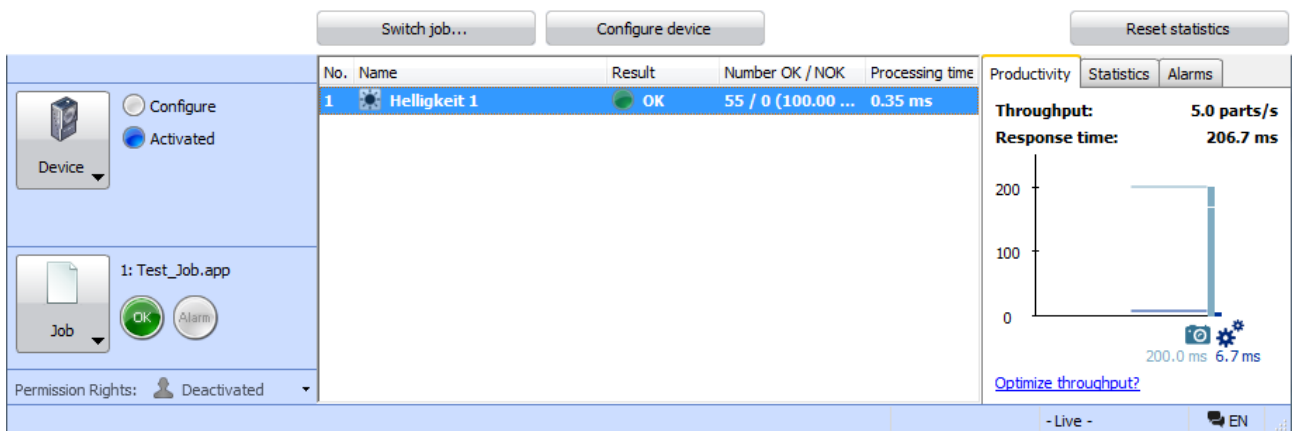 Switch job...
Configure device
Reset statistics
No. Name Result Number OK / NOK Processing time
1 Helligkeit 1 OK 55 / 0 (100.00 ... 0.35 ms
Device
Configure
Activated
Job
1: Test_Job.app
OK
Alarm
Permission Rights: Deactivated
Productivity Statistics Alarms
Throughput: 5.0 parts/s
Response time: 206.7 ms
200
100
0
200.0 ms 6.7 ms
Optimize throughput?
- Live - EN